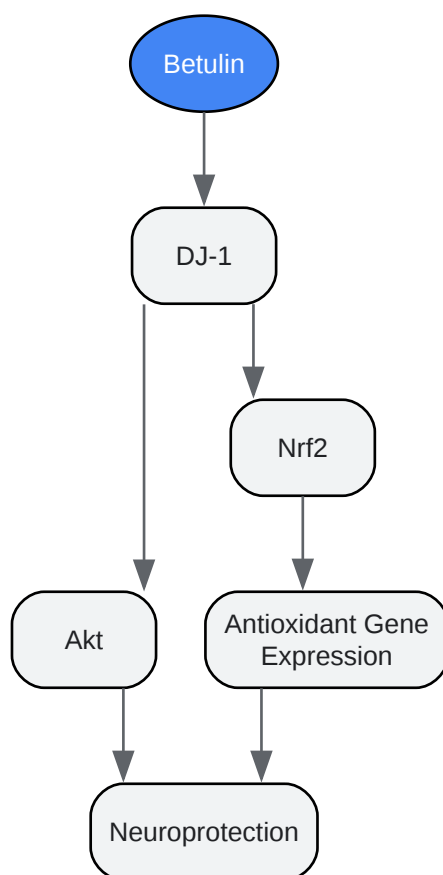 Betulin
DJ-1
Nrf2
Akt
Antioxidant Gene
Expression
Neuroprotection